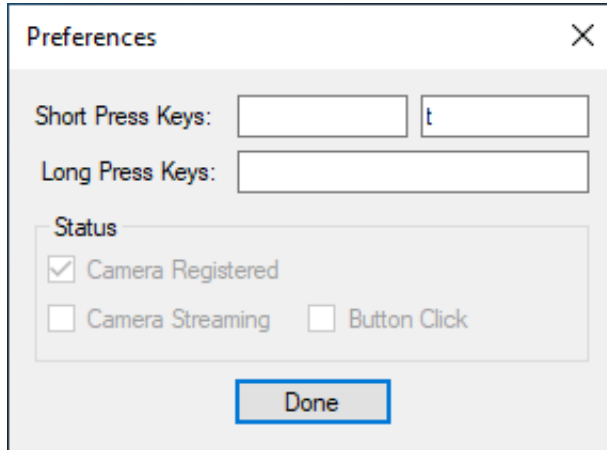 Preferences
Short Press Keys: t
Long Press Keys:
Status
Camera Registered
Camera Streaming Button Click
Done